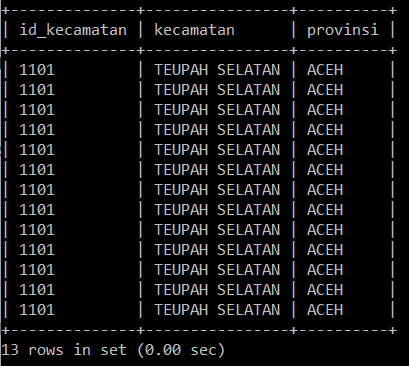 +--------------+----------------+----------+
| id_kecamatan | kecamatan      | provinsi |
+--------------+----------------+----------+
| 1101         | TEUPAH SELATAN | ACEH     |
| 1101         | TEUPAH SELATAN | ACEH     |
| 1101         | TEUPAH SELATAN | ACEH     |
| 1101         | TEUPAH SELATAN | ACEH     |
| 1101         | TEUPAH SELATAN | ACEH     |
| 1101         | TEUPAH SELATAN | ACEH     |
| 1101         | TEUPAH SELATAN | ACEH     |
| 1101         | TEUPAH SELATAN | ACEH     |
| 1101         | TEUPAH SELATAN | ACEH     |
| 1101         | TEUPAH SELATAN | ACEH     |
| 1101         | TEUPAH SELATAN | ACEH     |
| 1101         | TEUPAH SELATAN | ACEH     |
| 1101         | TEUPAH SELATAN | ACEH     |
+--------------+----------------+----------+
13 rows in set (0.00 sec)